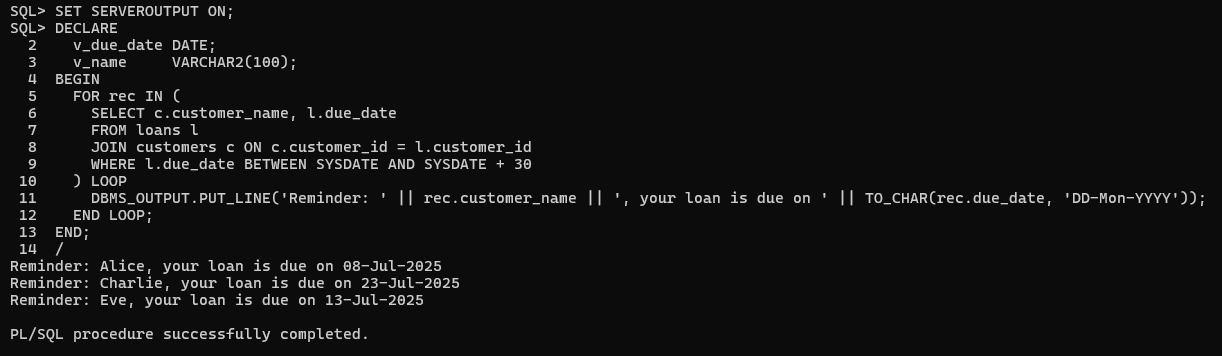 SQL> SET SERVEROUTPUT ON;
SQL> DECLARE
  2    v_due_date DATE;
  3    v_name     VARCHAR2(100);
  4  BEGIN
  5    FOR rec IN (
  6      SELECT c.customer_name, l.due_date
  7      FROM loans l
  8      JOIN customers c ON c.customer_id = l.customer_id
  9      WHERE l.due_date BETWEEN SYSDATE AND SYSDATE + 30
 10    ) LOOP
 11      DBMS_OUTPUT.PUT_LINE('Reminder: ' || rec.customer_name || ', your loan is due on ' || TO_CHAR(rec.due_date, 'DD-Mon-YYYY'));
 12    END LOOP;
 13  END;
 14  /
Reminder: Alice, your loan is due on 08-Jul-2025
Reminder: Charlie, your loan is due on 23-Jul-2025
Reminder: Eve, your loan is due on 13-Jul-2025

PL/SQL procedure successfully completed.